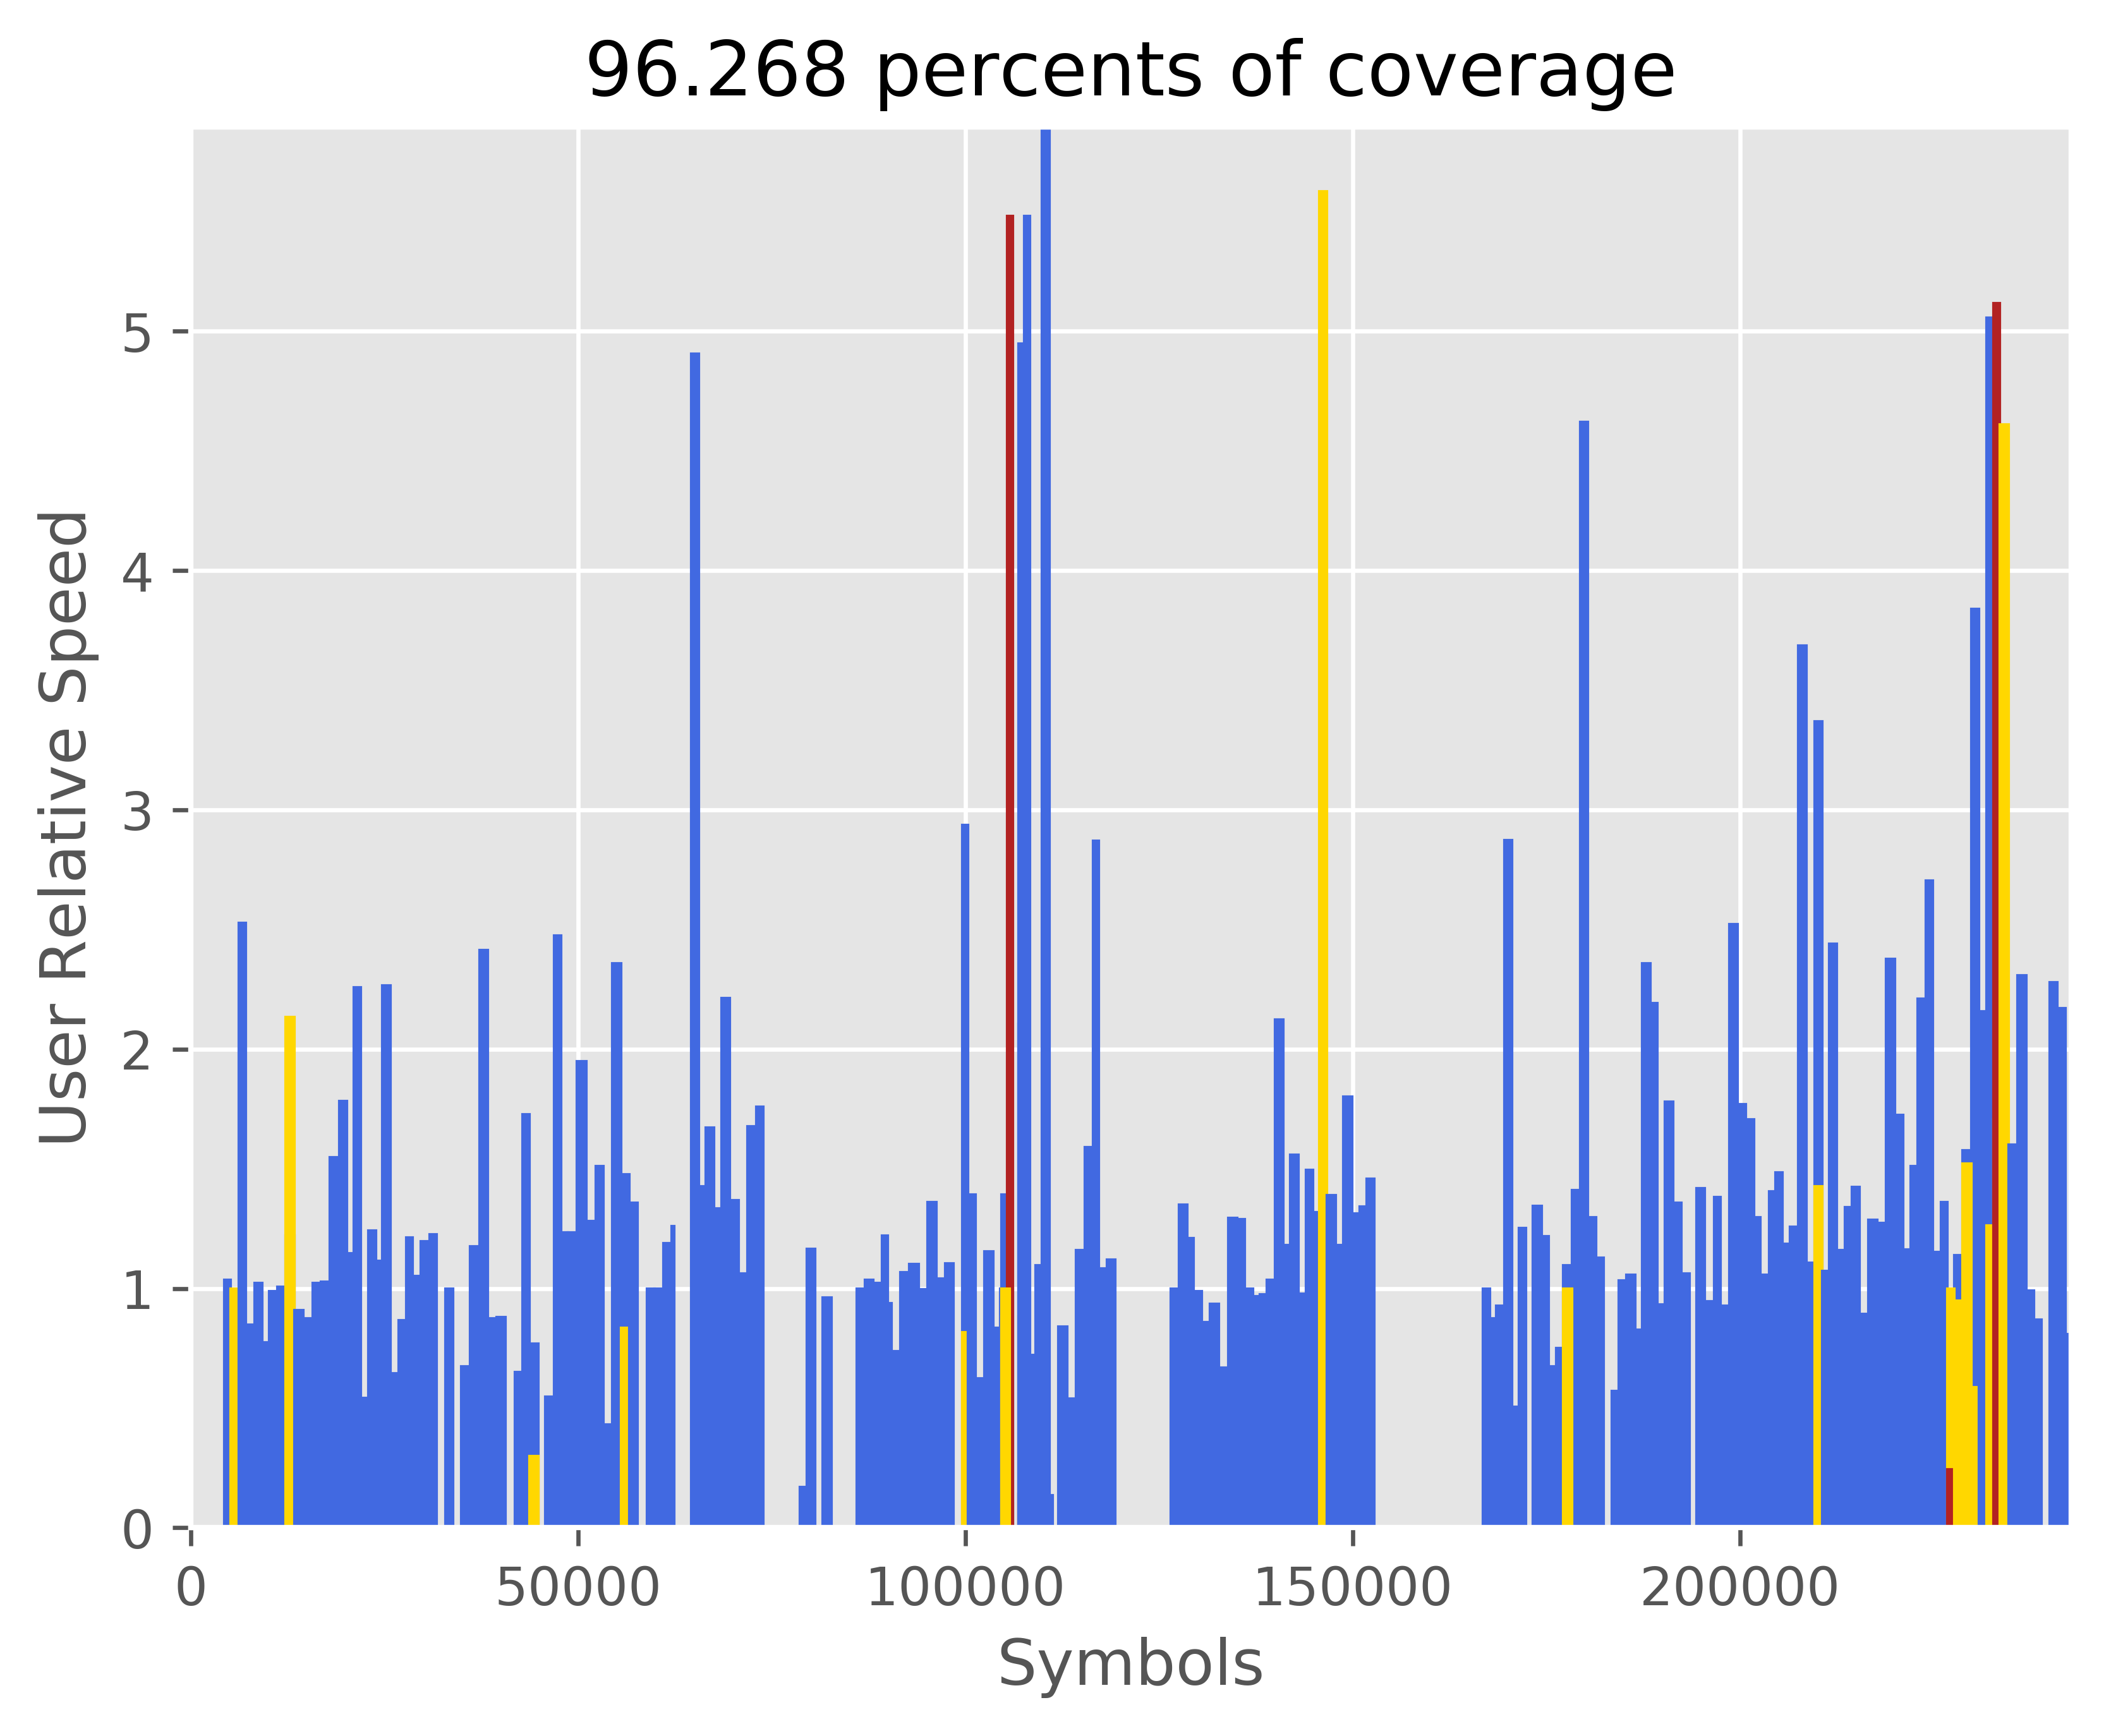 96.268 percents of coverage
User Relative Speed
5
4
3
2
1
0
0 50000 100000 150000 200000
Symbols